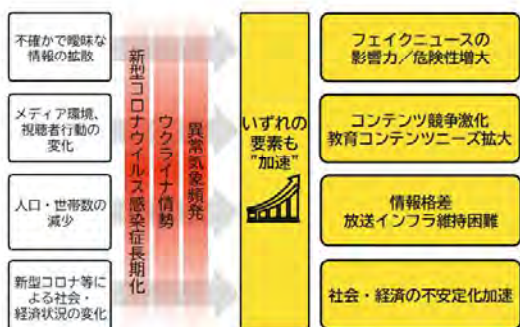 不確かで曖昧な
情報の拡散
メディア環境、
視聴者行動の
変化
人口・世帯数の
減少
新型コロナ等に
よる社会・
経済状況の変化
新型コロナウイルス感染症長期化
ウクライナ情勢
異常気象頻発
いずれの
要素も
"加速"
フェイクニュースの
影響力／危険性増大
コンテンツ競争激化
教育コンテンツニーズ拡大
情報格差
放送インフラ維持困難
社会・経済の不安定化加速